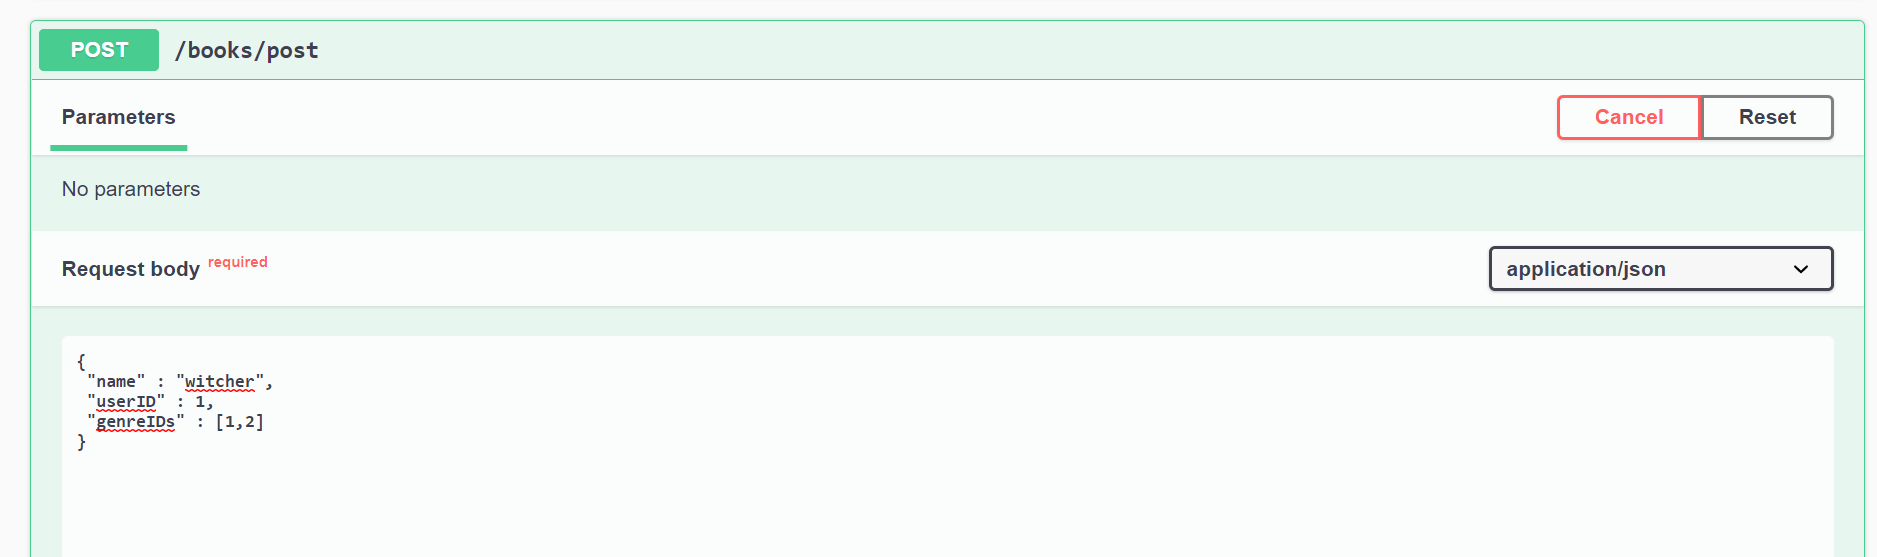 POST /books/post
Parameters
Cancel
Reset
No parameters
Request body required
application/json
{
"name" : "witcher",
"userID" : 1,
"genreIDs" : [1,2]
}